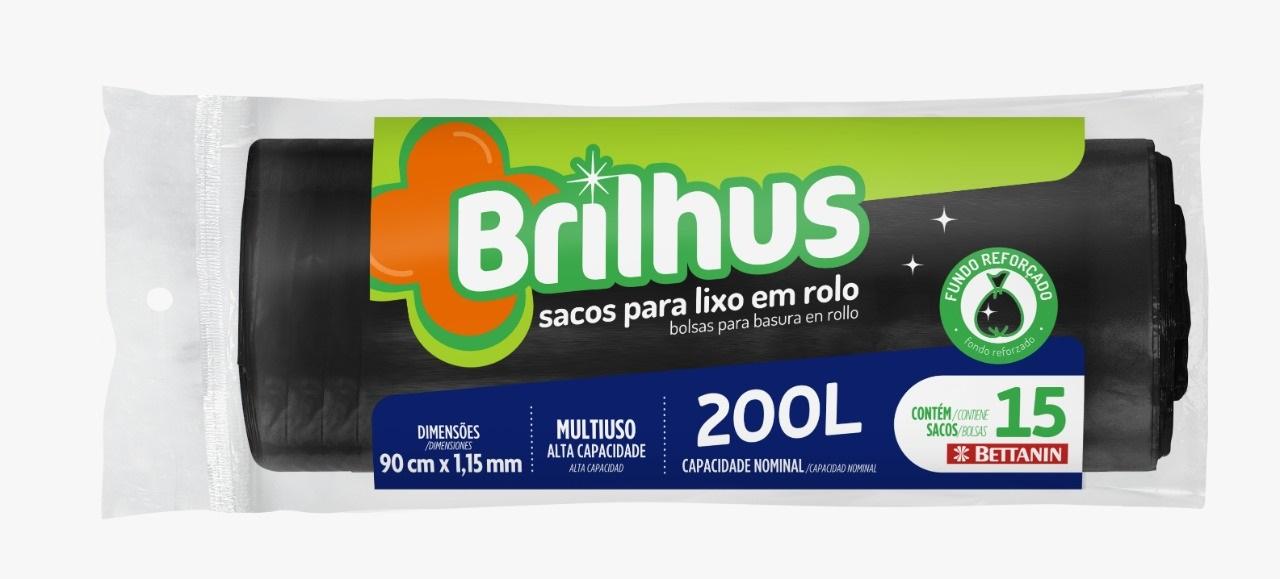 Brilhus
sacos para lixo em rolo
bolsas para basura en rollo
FUNDO REFORÇADO
fondo reforzado
DIMENSÕES
/DIMENSIONES
90 cm x 1,15 mm
MULTIUSO
ALTA CAPACIDADE
ALTA CAPACIDAD
200L
CAPACIDADE NOMINAL /CAPACIDAD NOMINAL
CONTÉM /CONTIENE
SACOS /BOLSAS
15
BETTANIN